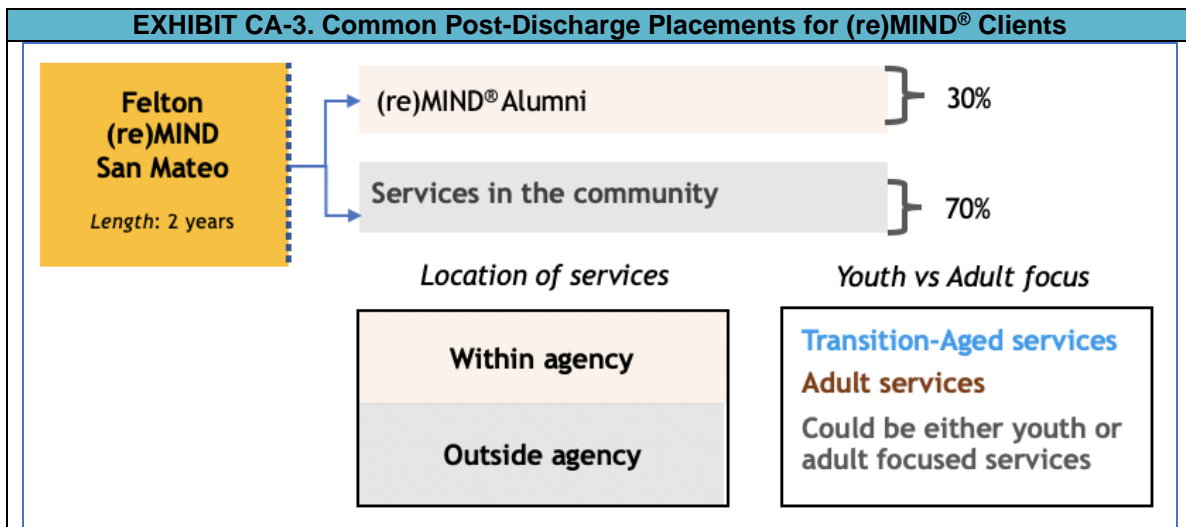 EXHIBIT CA-3. Common Post-Discharge Placements for (re)MIND® Clients
Felton
(re)MIND
San Mateo
Length: 2 years
(re)MIND® Alumni
30%
Services in the community
70%
Location of services
Within agency
Outside agency
Youth vs Adult focus
Transition-Aged services
Adult services
Could be either youth or
adult focused services